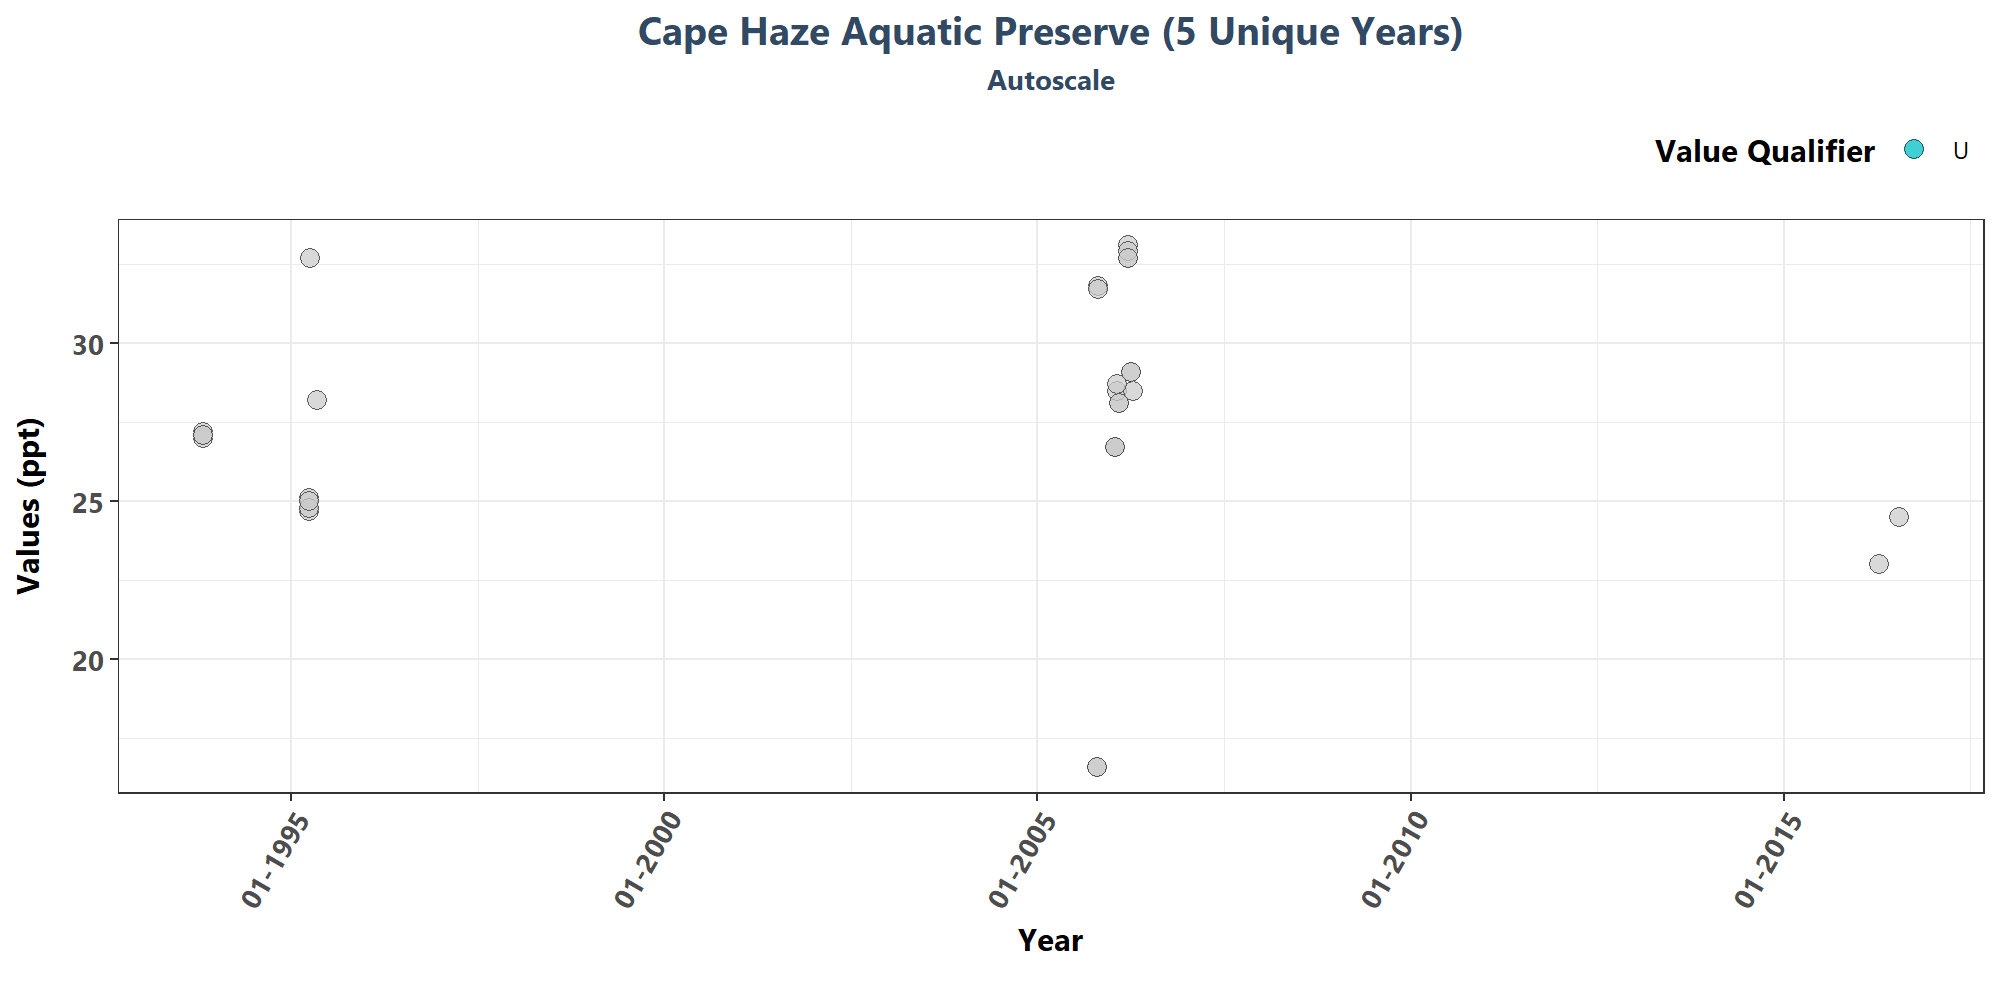 Cape Haze Aquatic Preserve (5 Unique Years)
Autoscale
Value Qualifier U
Values (ppt)
30
25
20
01-1995
01-2000
01-2005
01-2010
01-2015
Year